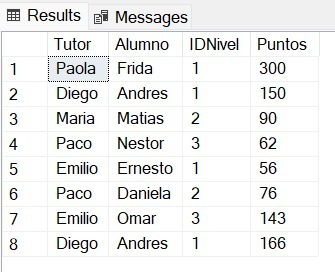 Results Messages
Tutor Alumno IDNivel Puntos
1 Paola Frida 1 300
2 Diego Andres 1 150
3 Maria Matias 2 90
4 Paco Nestor 3 62
5 Emilio Ernesto 1 56
6 Paco Daniela 2 76
7 Emilio Omar 3 143
8 Diego Andres 1 166